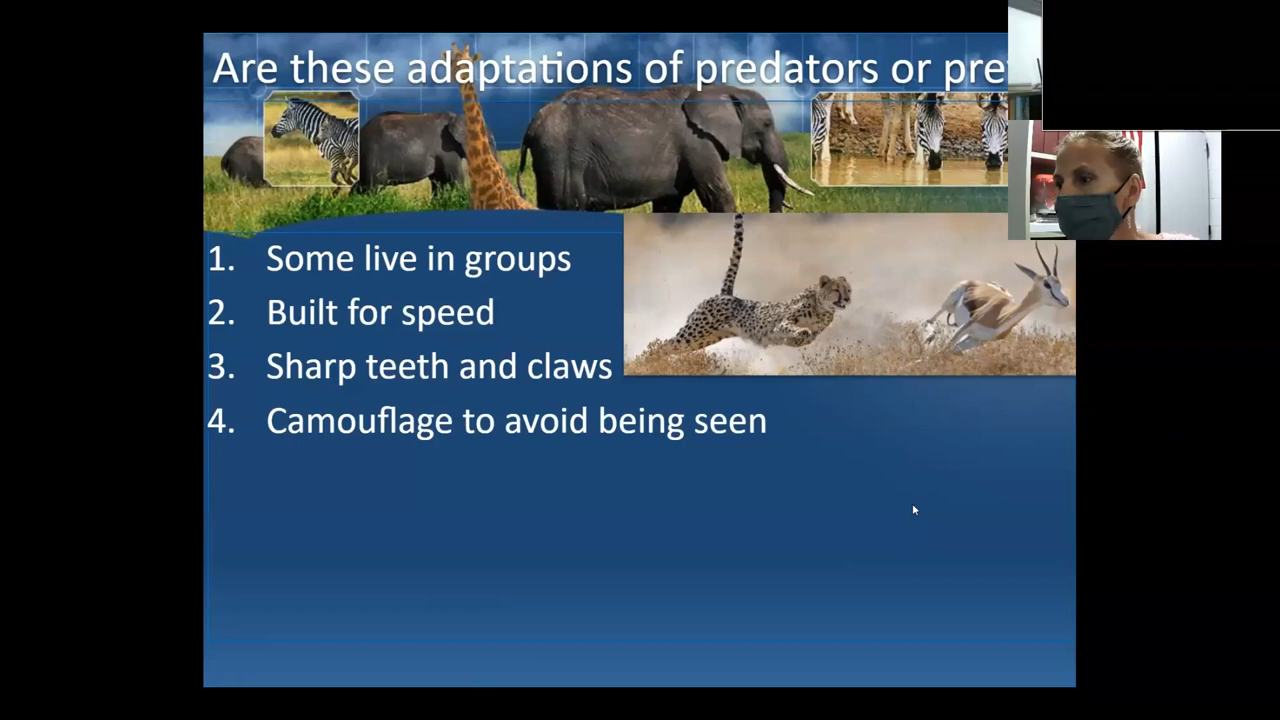 Are these adaptations of predators or prey
1. Some live in groups
2. Built for speed
3. Sharp teeth and claws
4. Camouflage to avoid being seen